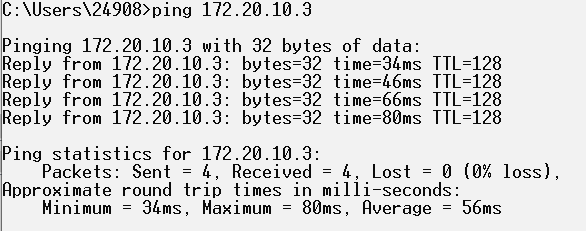 C:\Users\24908>ping 172.20.10.3
Pinging 172.20.10.3 with 32 bytes of data:
Reply from 172.20.10.3: bytes=32 time=34ms TTL=128
Reply from 172.20.10.3: bytes=32 time=46ms TTL=128
Reply from 172.20.10.3: bytes=32 time=66ms TTL=128
Reply from 172.20.10.3: bytes=32 time=80ms TTL=128
Ping statistics for 172.20.10.3:
Packets: Sent = 4, Received = 4, Lost = 0 (0% loss),
Approximate round trip times in milli-seconds:
Minimum = 34ms, Maximum = 80ms, Average = 56ms